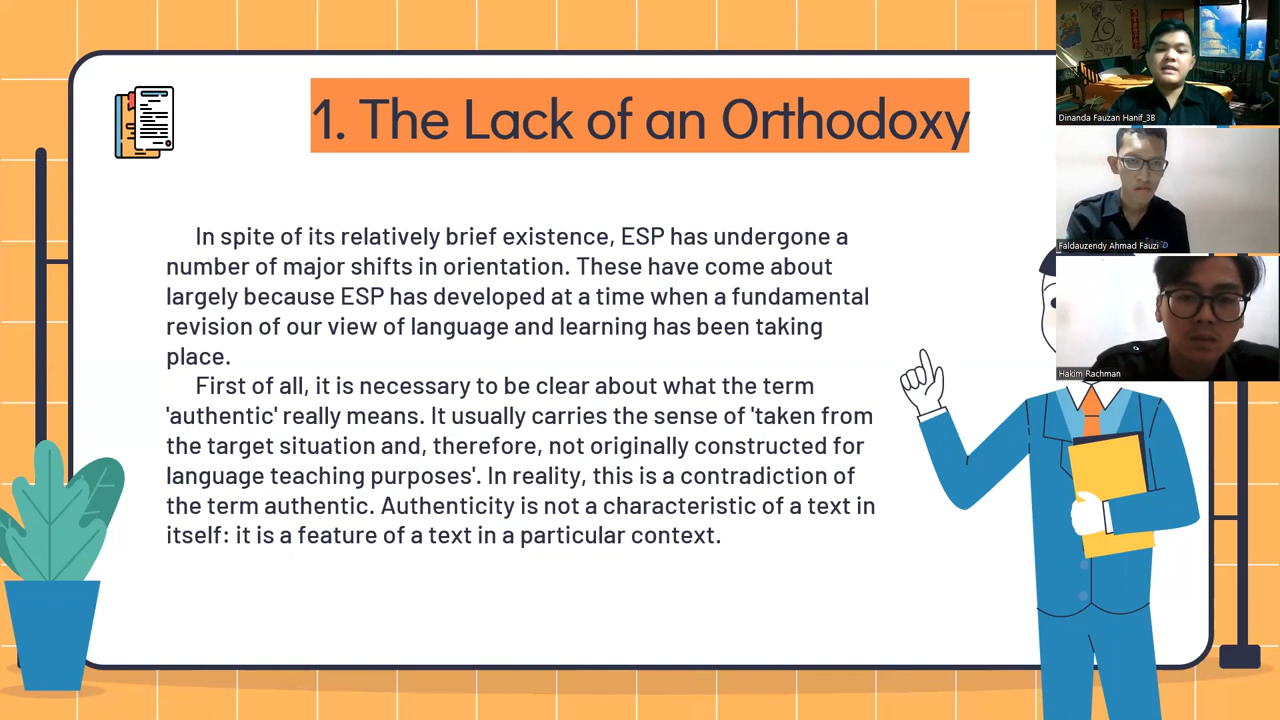 1. The Lack of an Orthodoxy
In spite of its relatively brief existence, ESP has undergone a
number of major shifts in orientation. These have come about
largely because ESP has developed at a time when a fundamental
revision of our view of language and learning has been taking
place.
First of all, it is necessary to be clear about what the term
'authentic' really means. It usually carries the sense of 'taken from
the target situation and, therefore, not originally constructed for
language teaching purposes'. In reality, this is a contradiction of
the term authentic. Authenticity is not a characteristic of a text in
itself: it is a feature of a text in a particular context.
Dinanda Fauzan Hanif_3B
Faldauzendy Ahmad Fauzi
Hakim Rachman